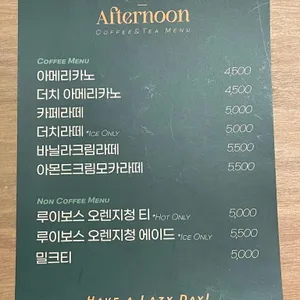 Afternoon
COFFEE&TEA MENU
COFFEE MENU
아메리카노 4,500
더치 아메리카노 4,500
카페라떼 5,000
더치라떼 *ICE ONLY 5,000
바닐라크림라떼 5,500
아몬드크림모카라떼 5,500
NON COFFEE MENU
루이보스 오렌지청 티 *HOT ONLY 5,000
루이보스 오렌지청 에이드 *ICE ONLY 5,500
밀크티 5,000
HAVE A LAZY DAY!